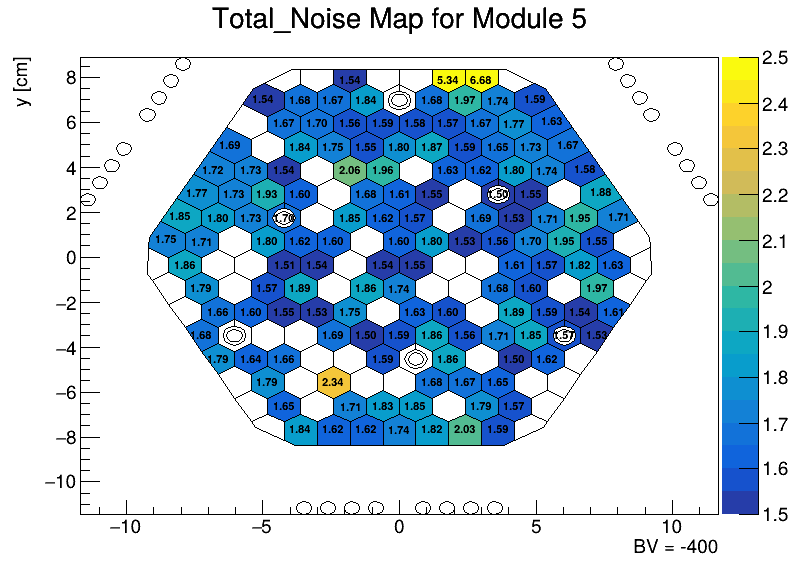 Total_Noise Map for Module 5
y [cm]
8
6
4
2
0
−2
−4
−6
−8
−10
1.54 5.34 6.68
1.54 1.68 1.67 1.84 1.68 1.97 1.74 1.59
1.67 1.70 1.56 1.59 1.58 1.57 1.67 1.77 1.63
1.69 1.84 1.75 1.55 1.80 1.87 1.59 1.65 1.73 1.67
1.72 1.73 1.54 2.06 1.96 1.63 1.62 1.80 1.74 1.58
1.77 1.73 1.93 1.60 1.68 1.61 1.55 1.50 1.55 1.88
1.85 1.80 1.73 1.70 1.85 1.62 1.57 1.69 1.53 1.71 1.95 1.71
1.75 1.71 1.80 1.62 1.60 1.60 1.80 1.53 1.56 1.70 1.95 1.55
1.86 1.51 1.54 1.54 1.55 1.61 1.57 1.82 1.63
1.79 1.57 1.89 1.86 1.74 1.68 1.60 1.97
1.66 1.60 1.55 1.53 1.75 1.63 1.60 1.89 1.59 1.54 1.61
1.68 1.69 1.50 1.59 1.86 1.56 1.71 1.85 1.57 1.53
1.79 1.64 1.66 1.59 1.86 1.50 1.62
1.79 2.34 1.68 1.67 1.65
1.65 1.71 1.83 1.85 1.79 1.57
1.84 1.62 1.62 1.74 1.82 2.03 1.59
−10 −5 0 5 10
BV = -400
2.5
2.4
2.3
2.2
2.1
2
1.9
1.8
1.7
1.6
1.5